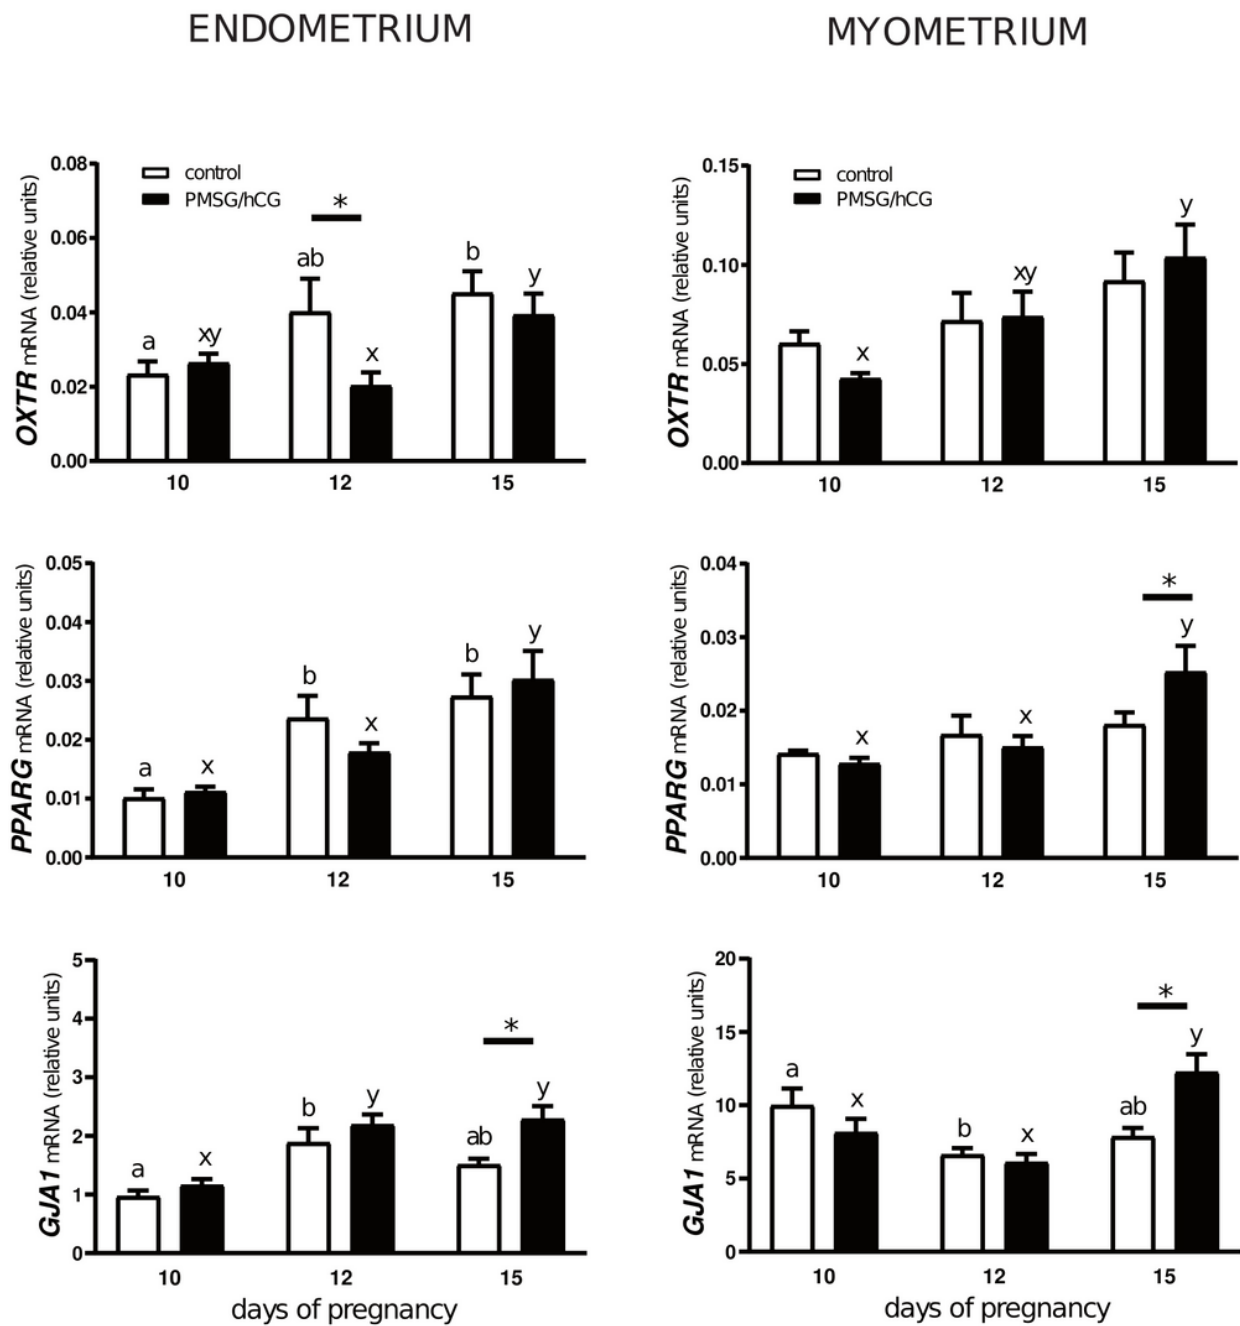 ENDOMETRIUM
MYOMETRIUM
OXTR mRNA (relative units)
0.08
0.06
0.04
0.02
0.00
control
PMSG/hCG
*
a
xy
ab
x
b
y
10
12
15
OXTR mRNA (relative units)
0.15
0.10
0.05
0.00
control
PMSG/hCG
x
xy
y
10
12
15
PPARG mRNA (relative units)
0.05
0.04
0.03
0.02
0.01
0.00
a
x
b
x
b
y
10
12
15
PPARG mRNA (relative units)
0.04
0.03
0.02
0.01
0.00
*
x
x
y
10
12
15
GJA1 mRNA (relative units)
5
4
3
2
1
0
*
a
x
b
y
ab
y
10
12
15
days of pregnancy
GJA1 mRNA (relative units)
20
15
10
5
0
*
a
x
b
x
ab
y
10
12
15
days of pregnancy